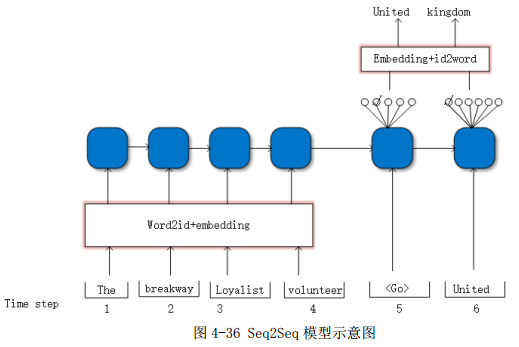 United kingdom
Embedding+id2word
Word2id+embedding
The breakway Loyalist volunteer <Go> United
Time step 1 2 3 4 5 6
图 4-36 Seq2Seq 模型示意图